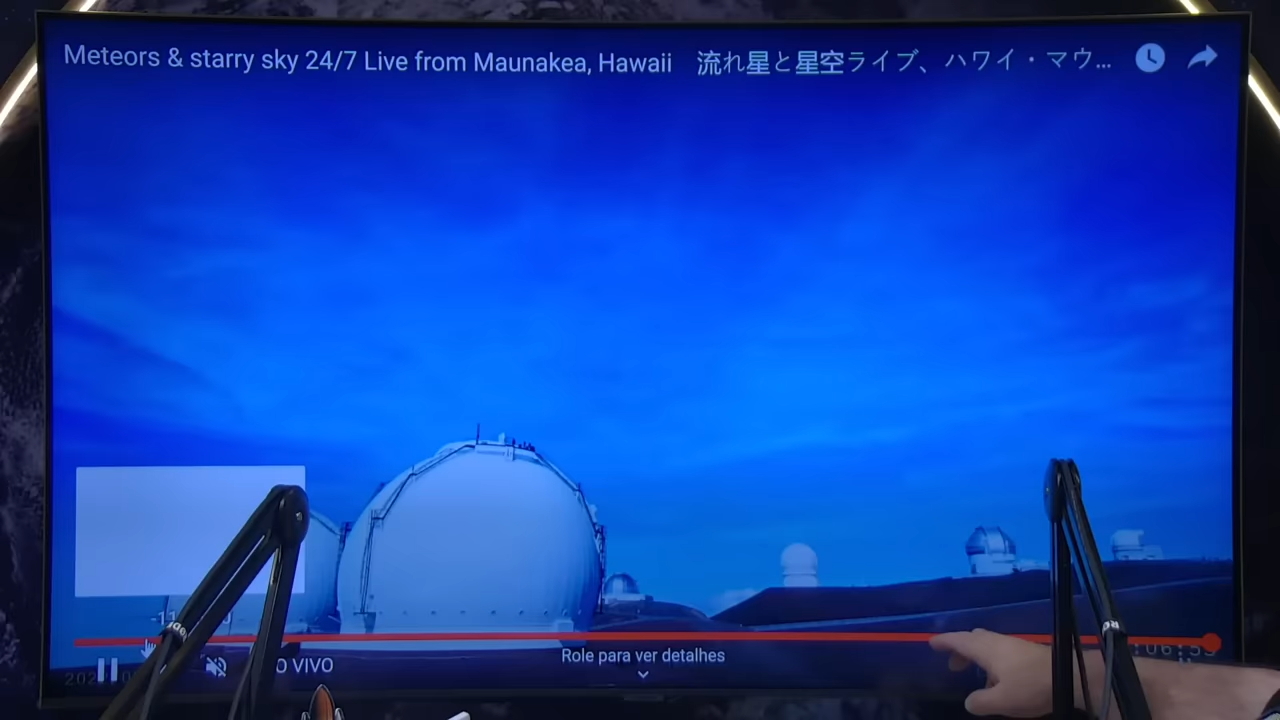 Meteors & starry sky 24/7 Live from Maunakea, Hawaii 流れ星と星空ライブ、ハワイ・マウ...
O VIVO
Role para ver detalhes